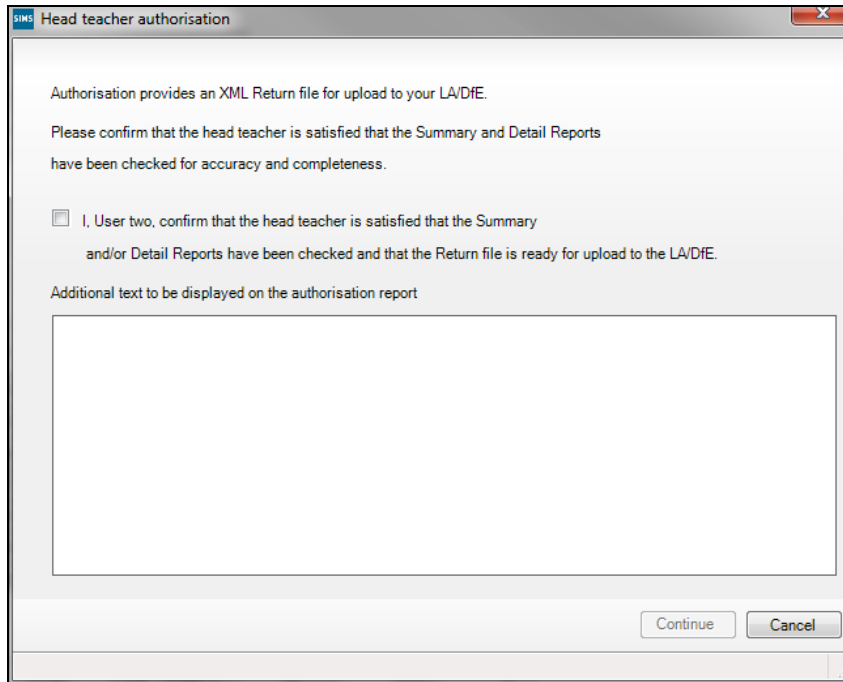 SIMS Head teacher authorisation
Authorisation provides an XML Return file for upload to your LA/DfE.
Please confirm that the head teacher is satisfied that the Summary and Detail Reports
have been checked for accuracy and completeness.
I, User two, confirm that the head teacher is satisfied that the Summary
and/or Detail Reports have been checked and that the Return file is ready for upload to the LA/DfE.
Additional text to be displayed on the authorisation report
Continue Cancel